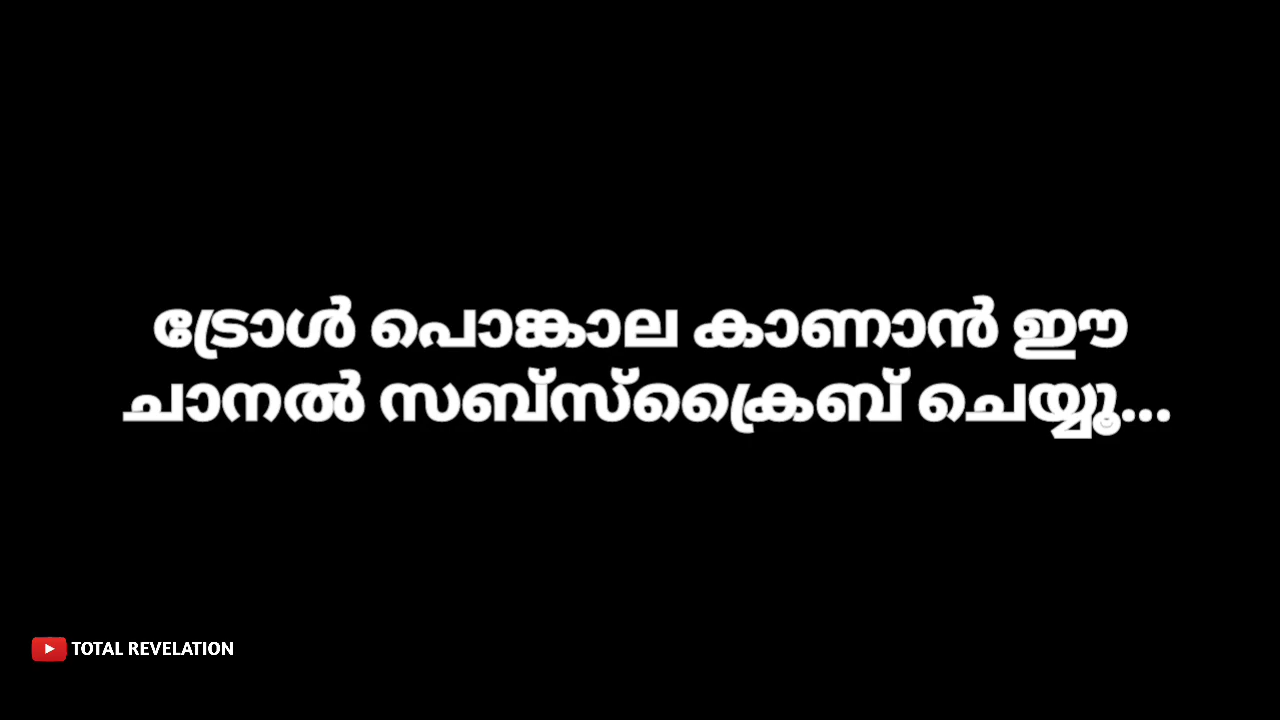 ട്രോൾ പൊങ്കാല കാണാൻ ഈ
ചാനൽ സബ്സ്ക്രൈബ് ചെയ്യൂ...
TOTAL REVELATION